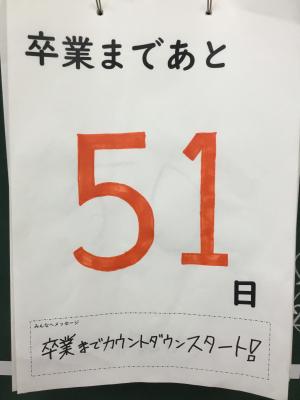 卒業まであと
51
日
みんなへメッセージ
卒業までカウントダウンスタート!